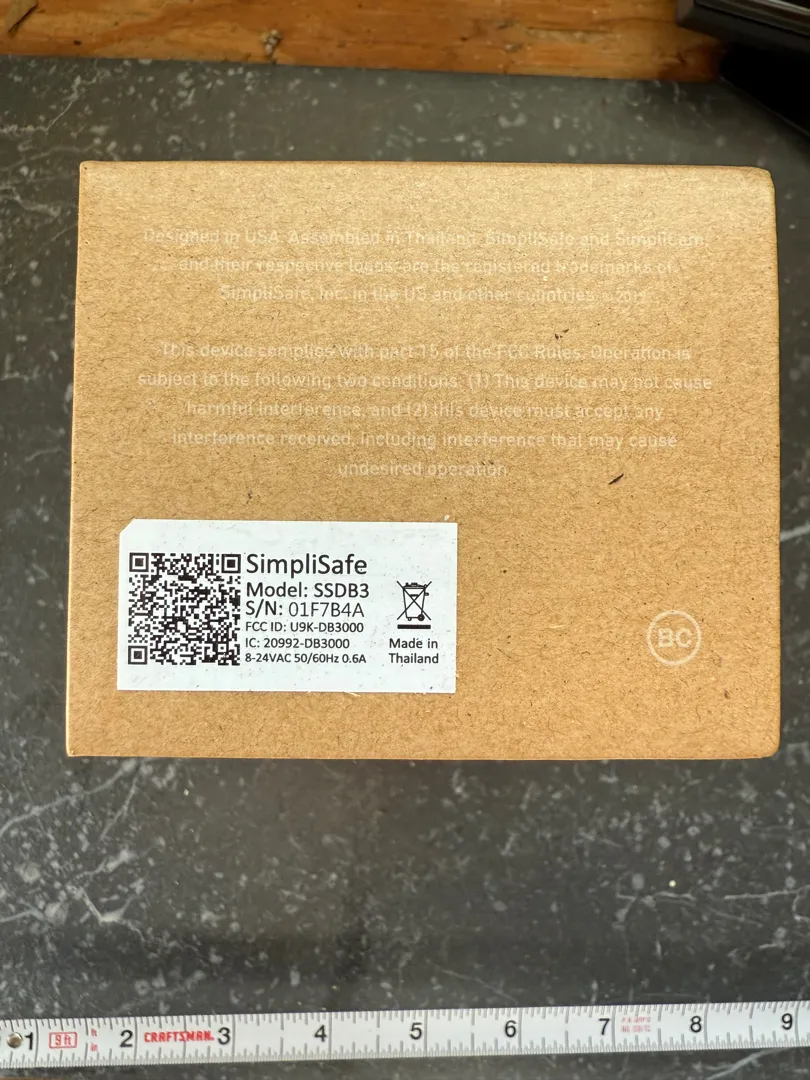 Designed in USA. Assembled in Thailand. SimpliSafe and SimpliCam,
and their respective logos, are the registered trademarks of
SimpliSafe, Inc. in the US and other countries.
This device complies with part 15 of the FCC Rules. Operation is
subject to the following two conditions: (1) This device may not cause
harmful interference, and (2) this device must accept any
interference received, including interference that may cause
undesired operation.
SimpliSafe
Model: SSDB3
S/N: 01F7B4A
FCC ID: U9K-DB3000
IC: 20992-DB3000
8-24VAC 50/60Hz 0.6A
Made in
Thailand
BC
1 9 ft ft in 2 CRAFTSMAN. 3 4 5 6 7 8 9